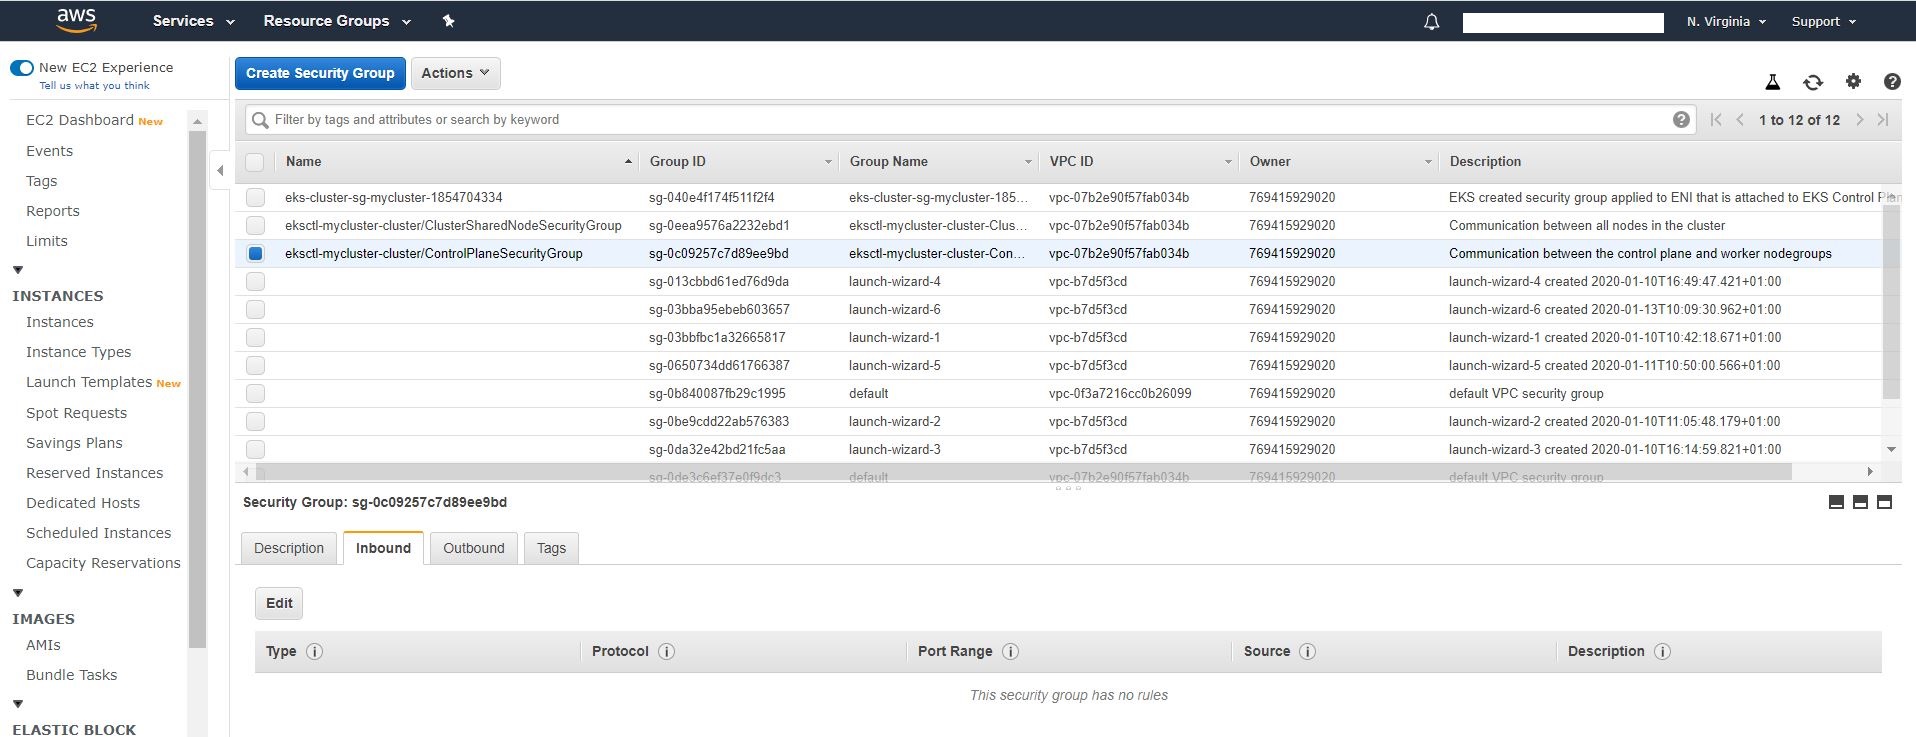 aws Services Resource Groups N. Virginia Support
New EC2 Experience
Tell us what you think
EC2 Dashboard New
Events
Tags
Reports
Limits
INSTANCES
Instances
Instance Types
Launch Templates New
Spot Requests
Savings Plans
Reserved Instances
Dedicated Hosts
Scheduled Instances
Capacity Reservations
IMAGES
AMIs
Bundle Tasks
ELASTIC BLOCK
Create Security Group Actions
Filter by tags and attributes or search by keyword 1 to 12 of 12
Name Group ID Group Name VPC ID Owner Description
eks-cluster-sg-mycluster-1854704334 sg-040e4f174f511f2f4 eks-cluster-sg-mycluster-185... vpc-07b2e90f57fab034b 769415929020 EKS created security group applied to ENI that is attached to EKS Control Plan
eksctl-mycluster-cluster/ClusterSharedNodeSecurityGroup sg-0eea9576a2232ebd1 eksctl-mycluster-cluster-Clus... vpc-07b2e90f57fab034b 769415929020 Communication between all nodes in the cluster
eksctl-mycluster-cluster/ControlPlaneSecurityGroup sg-0c09257c7d89ee9bd eksctl-mycluster-cluster-Con... vpc-07b2e90f57fab034b 769415929020 Communication between the control plane and worker nodegroups
sg-013cbbd61ed76d9da launch-wizard-4 vpc-b7d5f3cd 769415929020 launch-wizard-4 created 2020-01-10T16:49:47.421+01:00
sg-03bba95ebeb603657 launch-wizard-6 vpc-b7d5f3cd 769415929020 launch-wizard-6 created 2020-01-13T10:09:30.962+01:00
sg-03bbfbc1a32665817 launch-wizard-1 vpc-b7d5f3cd 769415929020 launch-wizard-1 created 2020-01-10T10:42:18.671+01:00
sg-0650734dd61766387 launch-wizard-5 vpc-b7d5f3cd 769415929020 launch-wizard-5 created 2020-01-11T10:50:00.566+01:00
sg-0b840087fb29c1995 default vpc-0f3a7216cc0b26099 769415929020 default VPC security group
sg-0be9cdd22ab576383 launch-wizard-2 vpc-b7d5f3cd 769415929020 launch-wizard-2 created 2020-01-10T11:05:48.179+01:00
sg-0da32e42bd21fc5aa launch-wizard-3 vpc-b7d5f3cd 769415929020 launch-wizard-3 created 2020-01-10T16:14:59.821+01:00
sg-0de3c6ef37e0f9dc3 default vpc-07b2e90f57fab034b 769415929020 default VPC security group
Security Group: sg-0c09257c7d89ee9bd
Description Inbound Outbound Tags
Edit
Type Protocol Port Range Source Description
This security group has no rules